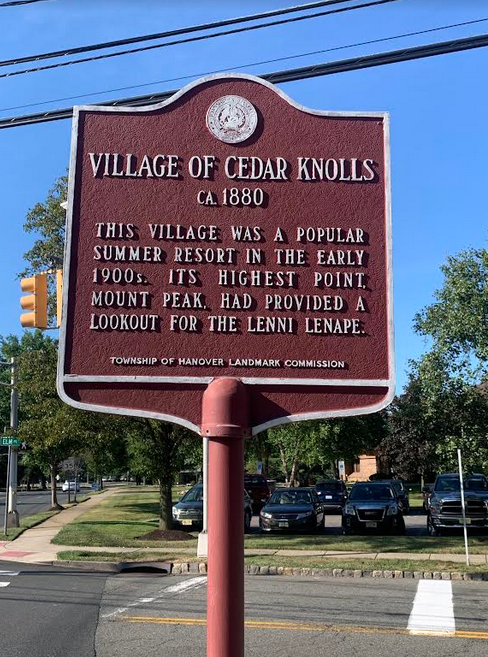 VILLAGE OF CEDAR KNOLLS
CA. 1880
THIS VILLAGE WAS A POPULAR
SUMMER RESORT IN THE EARLY
1900s. ITS HIGHEST POINT,
MOUNT PEAK, HAD PROVIDED A
LOOKOUT FOR THE LENNI LENAPE.
TOWNSHIP OF HANOVER LANDMARK COMMISSION
ELM